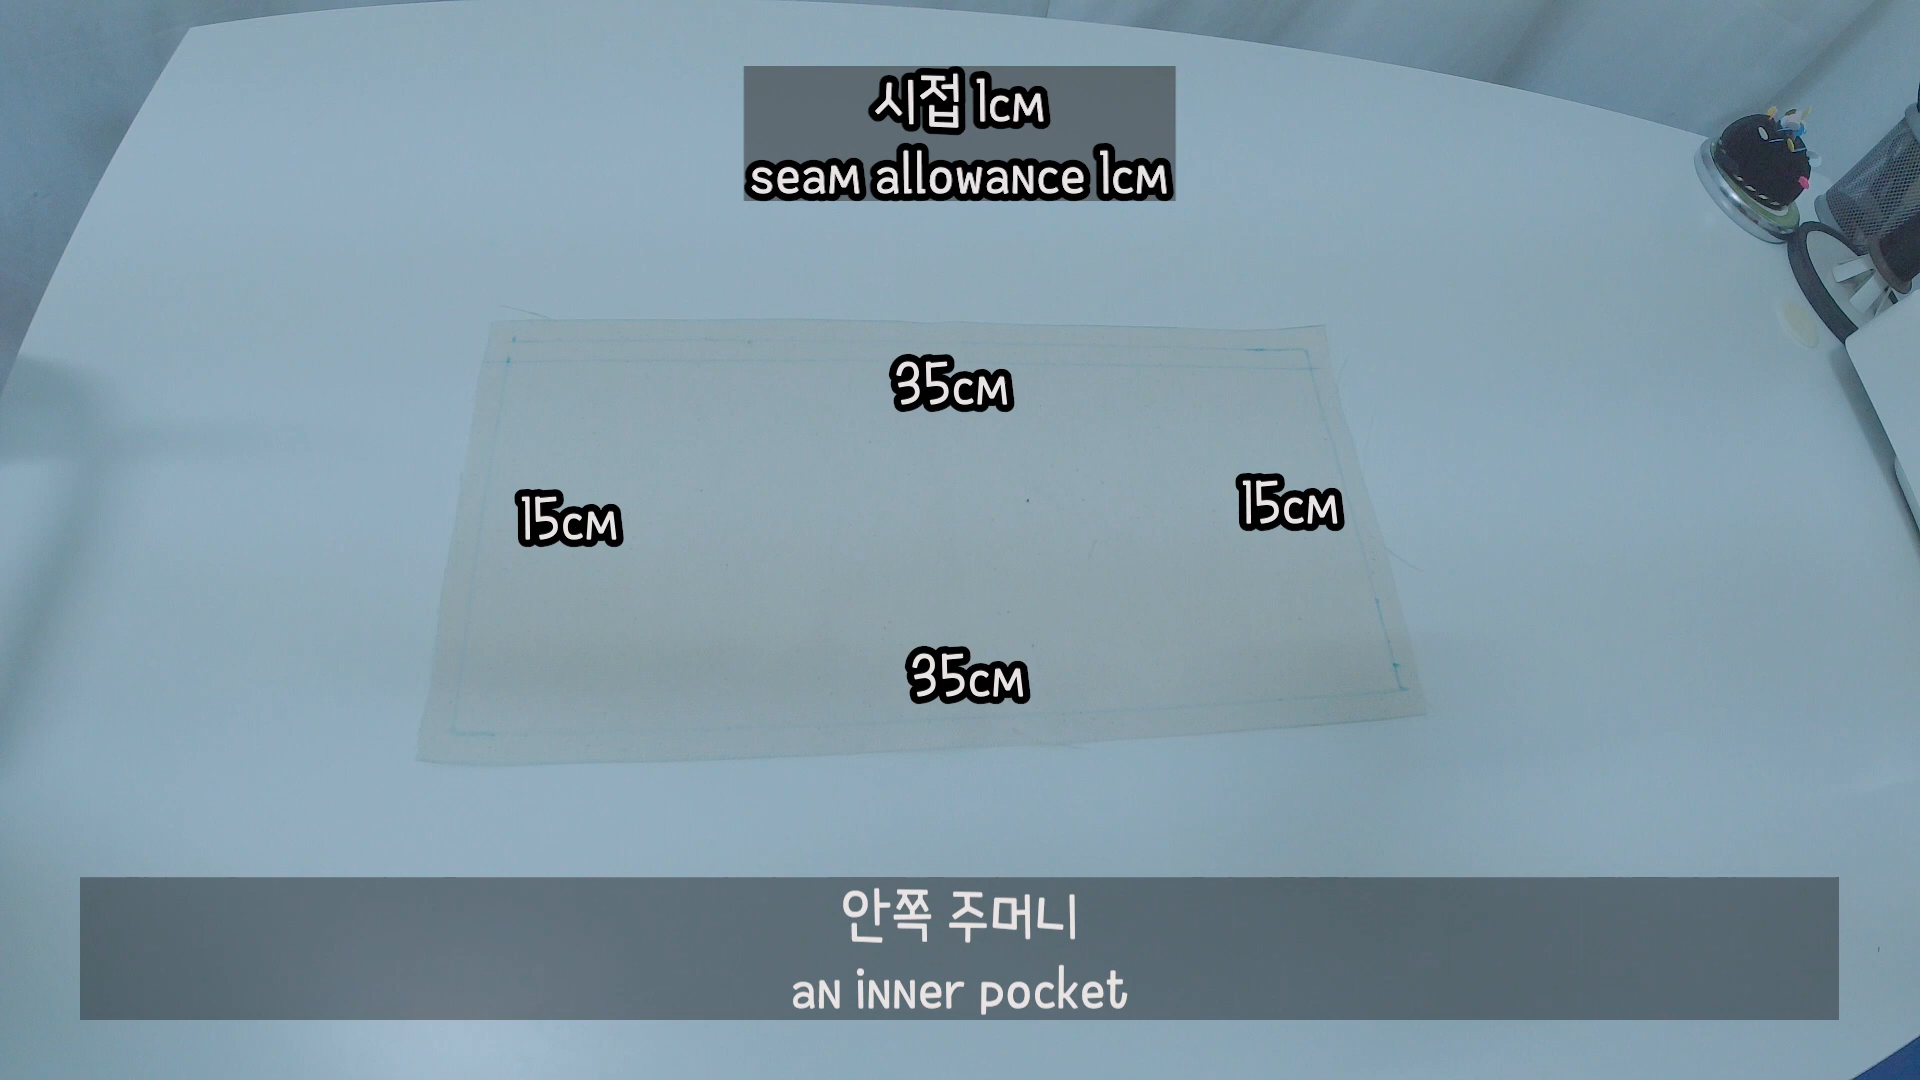 시접 1cm
seam allowance 1cm
35cm
15cm
15cm
35cm
안쪽 주머니
an inner pocket